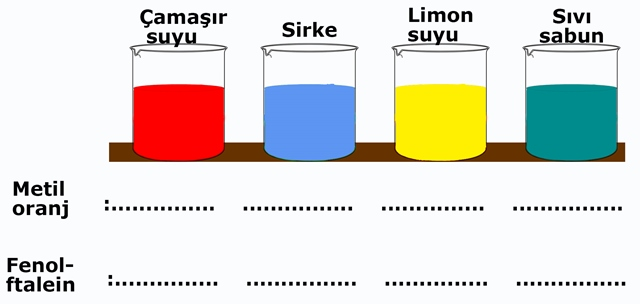 Çamaşır suyu
Sirke
Limon suyu
Sıvı sabun
Metil oranj :.............. .............. .............. ..............
Fenol-ftalein :.............. .............. .............. ..............